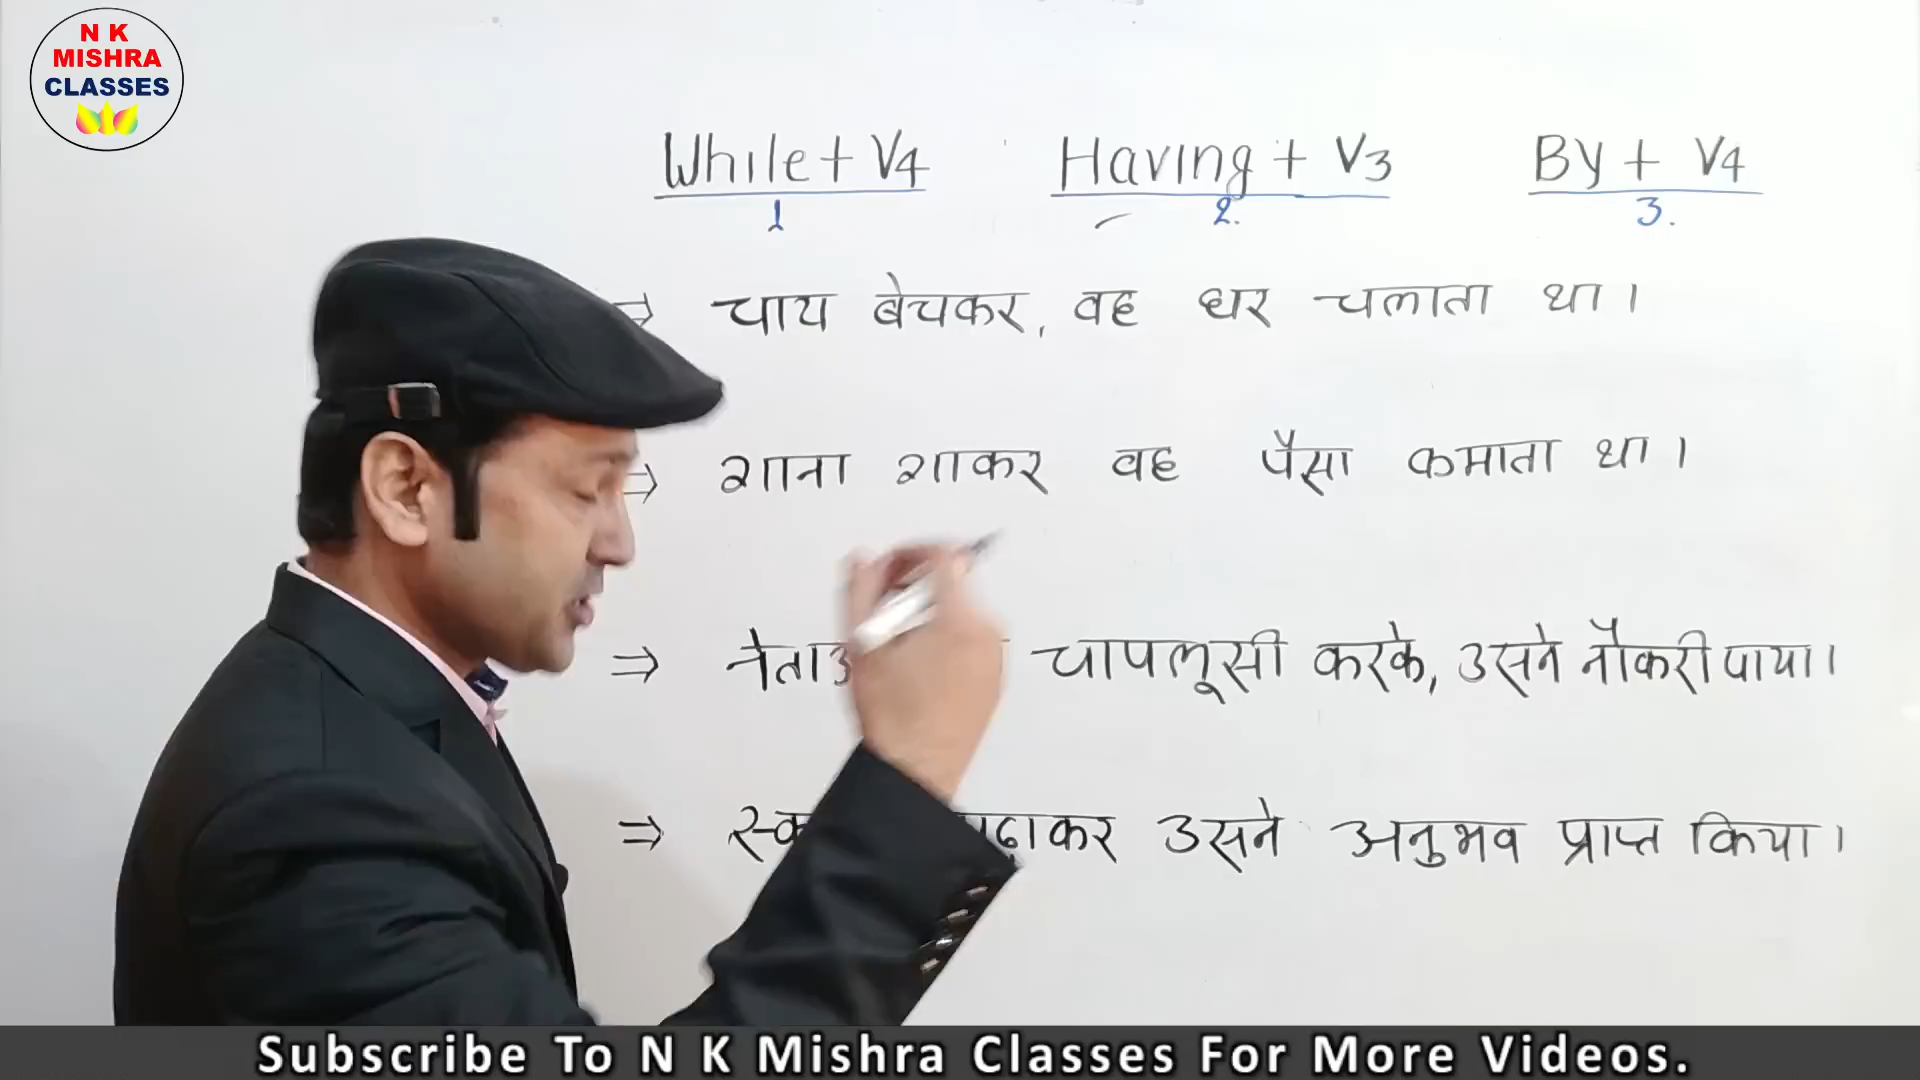 N K
MISHRA
CLASSES
While + V4 Having + V3 By + V4
1 2. 3.
⇒ चाय बेचकर, वह घर चलाता था।
⇒ गाना गाकर वह पैसा कमाता था।
⇒ चापलूसी करके, उसने नौकरी पाया।
⇒ उसने अनुभव प्राप्त किया।
Subscribe To N K Mishra Classes For More Videos.